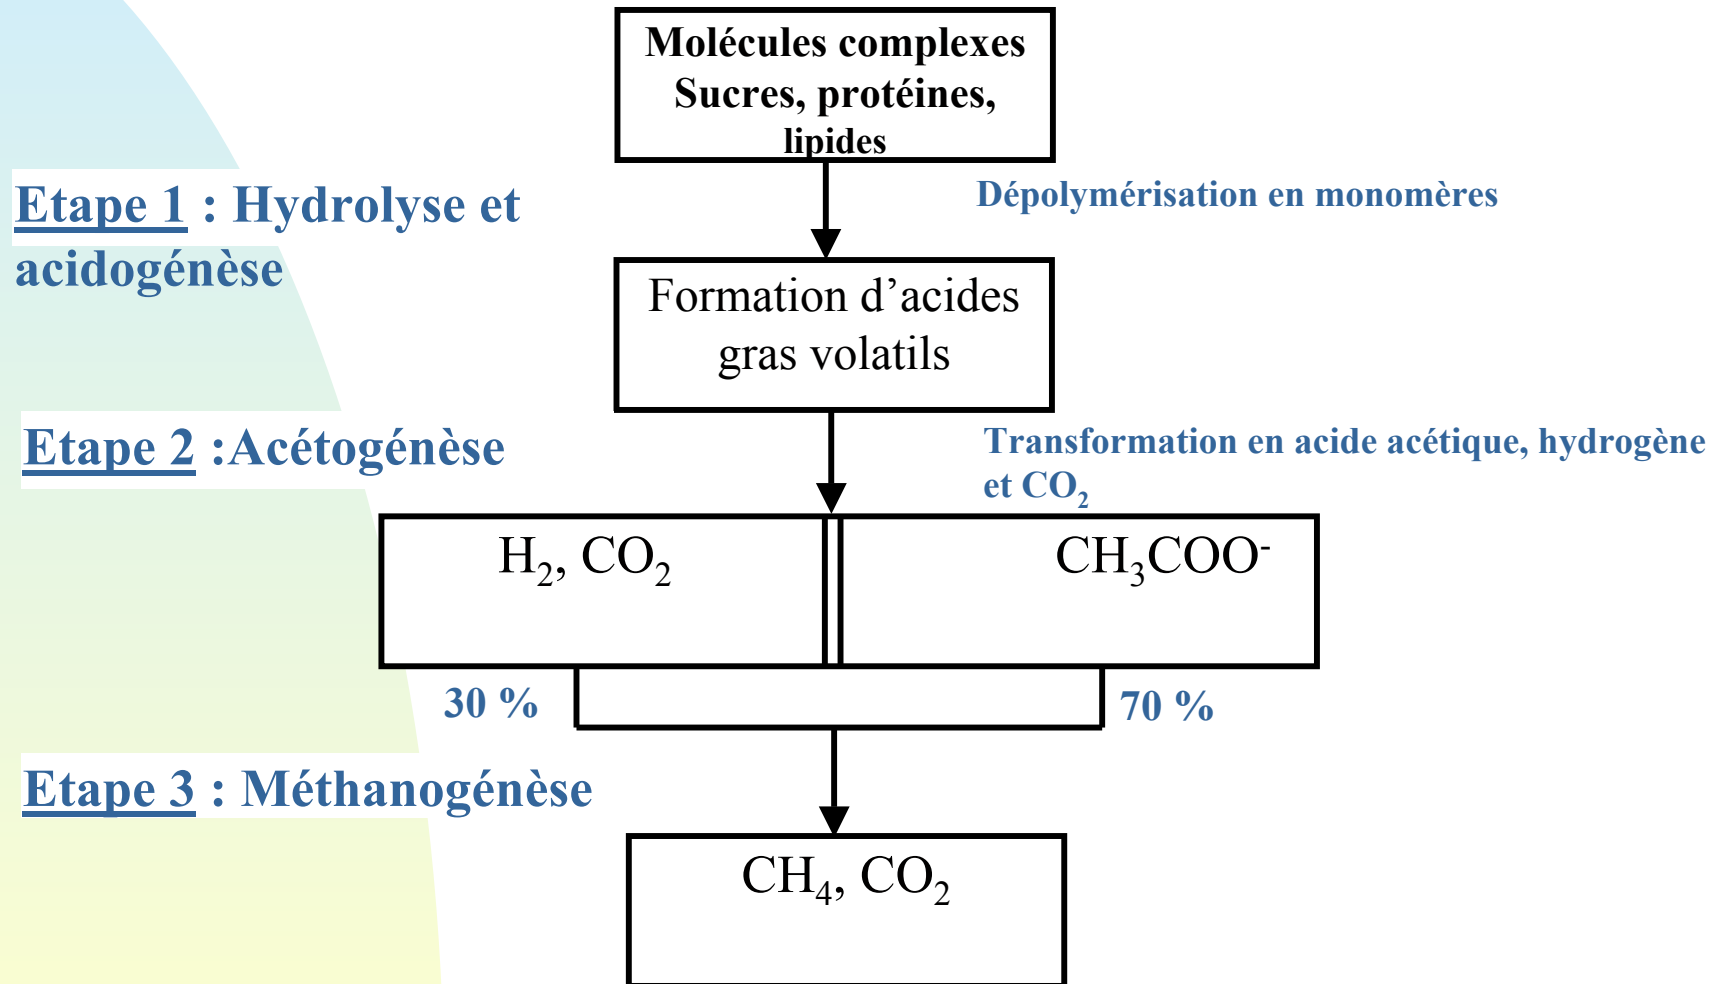 Molécules complexes
Sucres, protéines,
lipides
Etape 1 : Hydrolyse et
acidogénèse
Dépolymérisation en monomères
Formation d’acides
gras volatils
Etape 2 :Acétogénèse
Transformation en acide acétique, hydrogène
et CO₂
H₂, CO₂
CH₃COO⁻
30 %
70 %
Etape 3 : Méthanogénèse
CH₄, CO₂